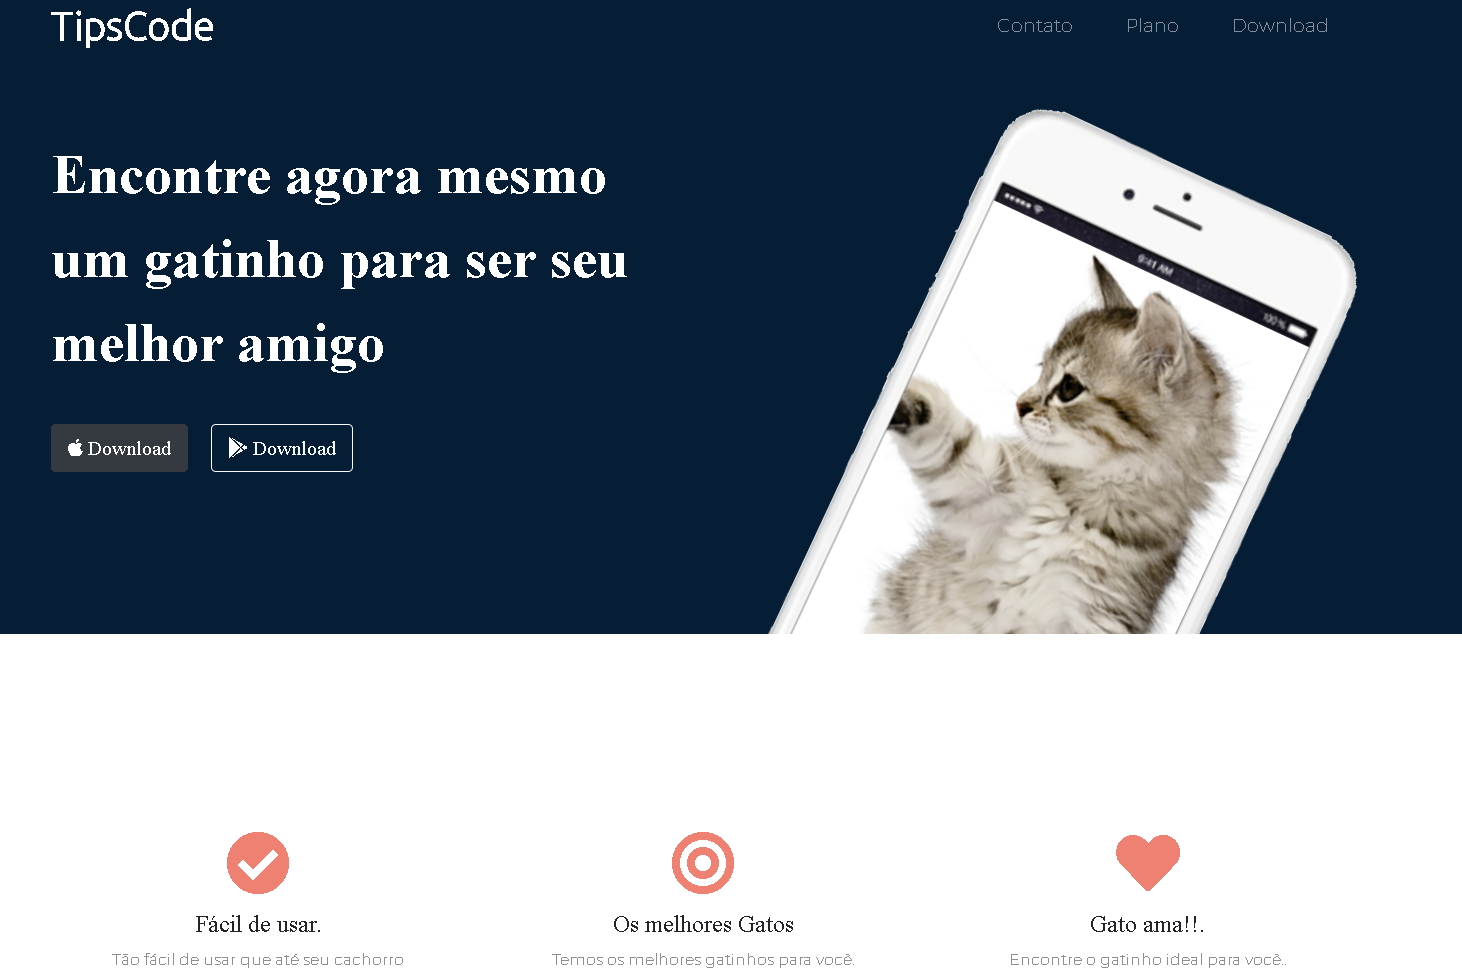 TipsCode
Contato Plano Download
Encontre agora mesmo
um gatinho para ser seu
melhor amigo
Download Download
9:41 AM
100%
Fácil de usar. Os melhores Gatos Gato ama!!.
Tão fácil de usar que até seu cachorro Temos os melhores gatinhos para você. Encontre o gatinho ideal para você..